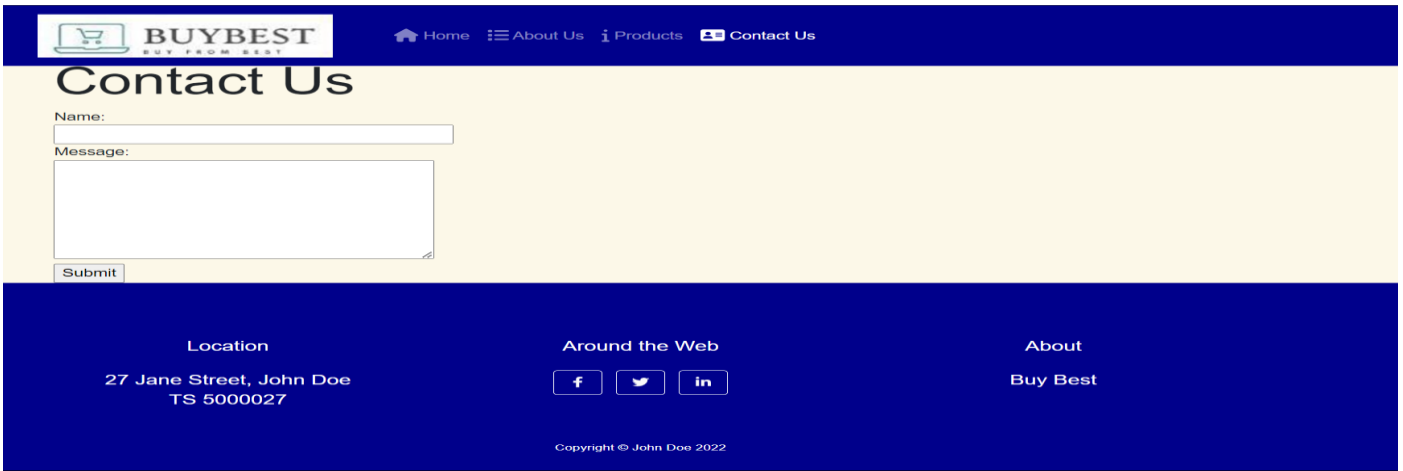 BUYBEST
BUY FROM BEST
Home About Us Products Contact Us
Contact Us
Name:
Message:
Submit
Location
27 Jane Street, John Doe
TS 5000027
Around the Web
About
Buy Best
Copyright © John Doe 2022